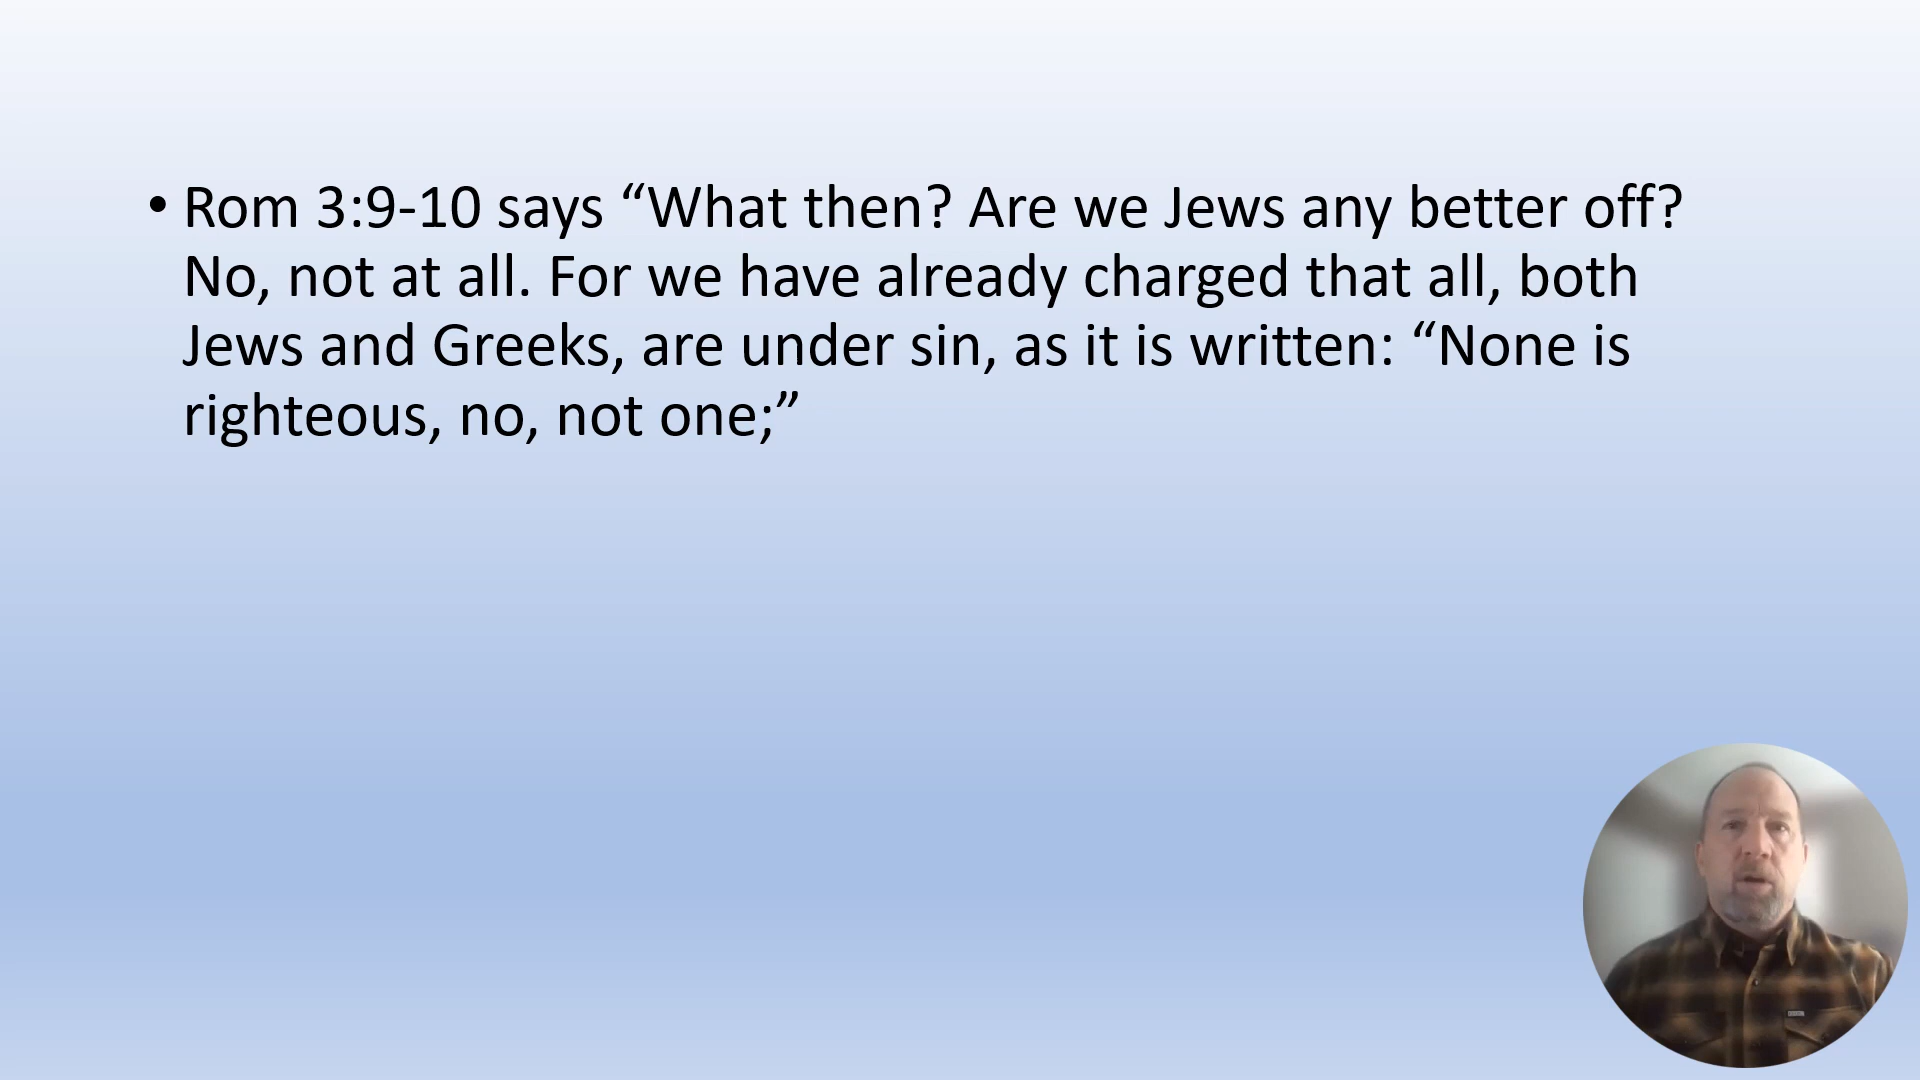 • Rom 3:9-10 says “What then? Are we Jews any better off?
No, not at all. For we have already charged that all, both
Jews and Greeks, are under sin, as it is written: “None is
righteous, no, not one;”